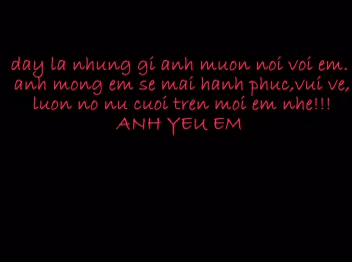 day la nhung gi anh muon noi voi em.
anh mong em se mai hanh phuc,vui ve,
luon no nu cuoi tren moi em nhe!!!
ANH YEU EM